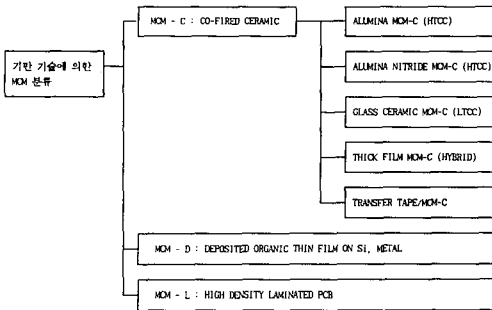 기판 기술에 의한
MCM 분류
MCM - C : CO-FIRED CERAMIC
ALUMINA MCM-C (HTCC)
ALUMINA NITRIDE MCM-C (HTCC)
GLASS CERAMIC MCM-C (LTCC)
THICK FILM MCM-C (HYBRID)
TRANSFER TAPE/MCM-C
MCM - D : DEPOSITED ORGANIC THIN FILM ON Si, METAL
MCM - L : HIGH DENSITY LAMINATED PCB